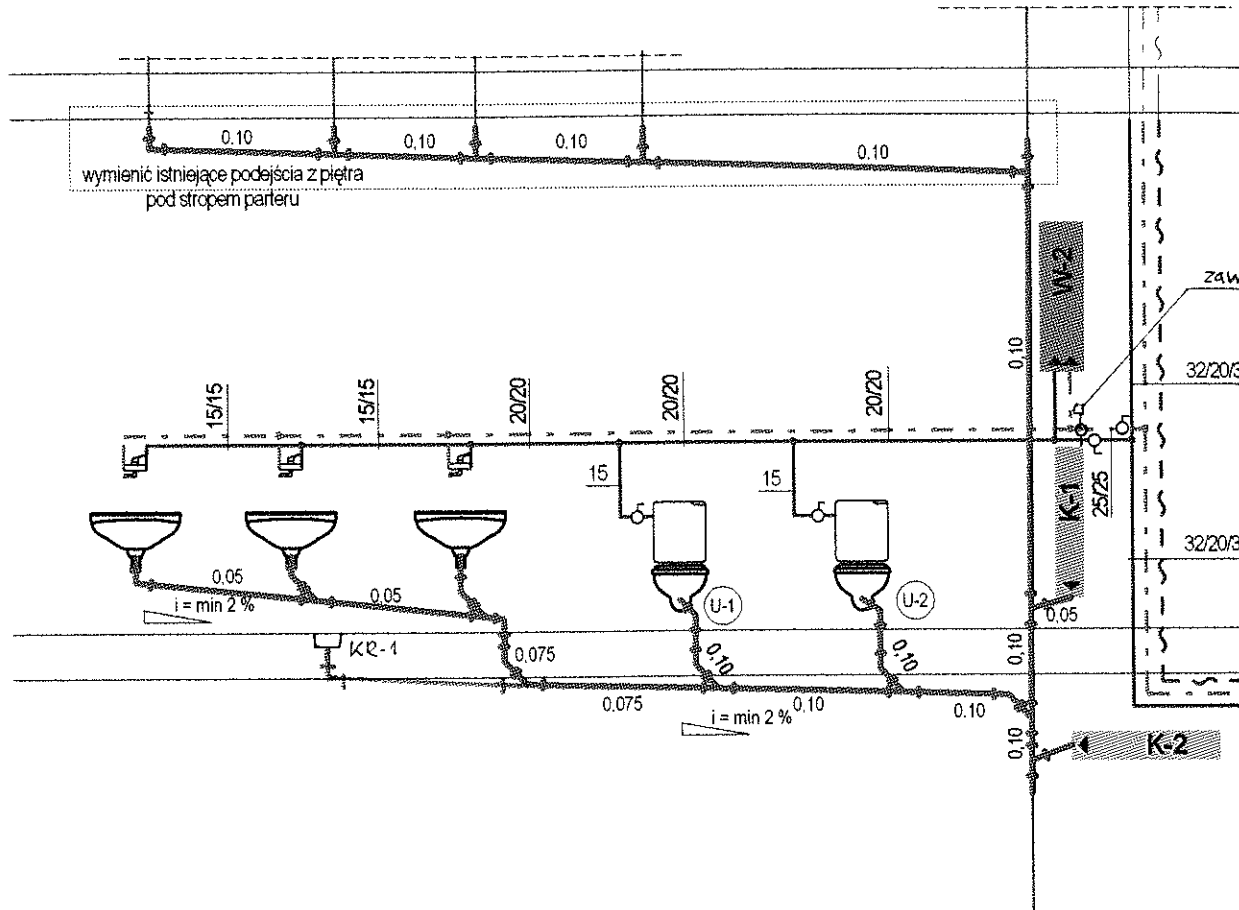 0,10
0,10
0,10
0,10
wymienić istniejące podejścia z piętra
pod stropem parteru
W-2
zaw
0,10
32/20/3
15/15
15/15
20/20
20/20
20/20
15
15
K-1
25/25
32/20/3
0,05
0,05
i = min 2 %
U-1
U-2
0,05
KR-1
0,075
0,10
0,10
0,10
0,075
0,10
0,10
i = min 2 %
0,10
K-2